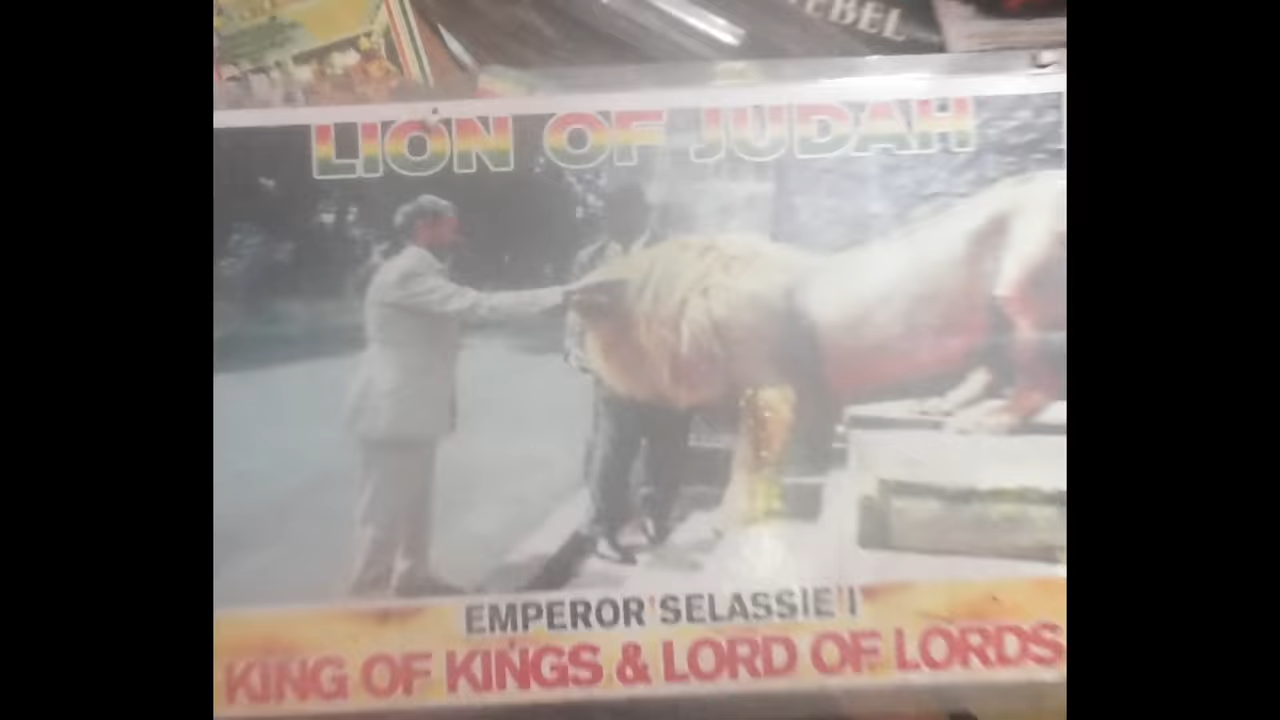 LION OF JUDAH
EMPEROR'SELASSIE'I
KING OF KINGS & LORD OF LORDS